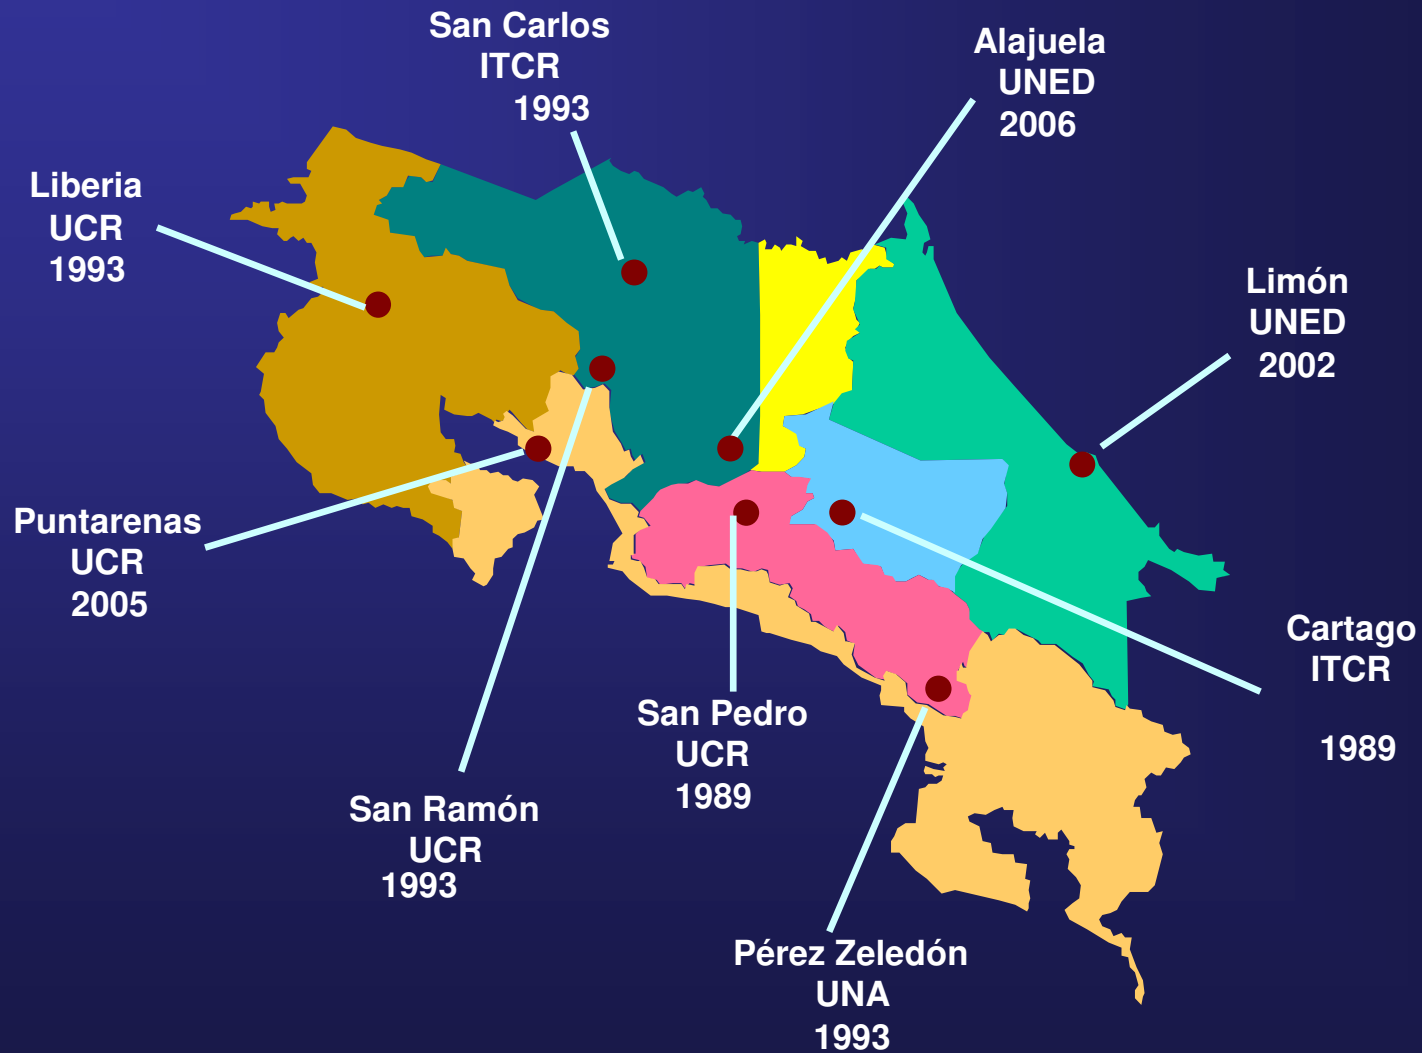 San Carlos
ITCR
1993
Alajuela
UNED
2006
Liberia
UCR
1993
Limón
UNED
2002
Puntarenas
UCR
2005
Cartago
ITCR
1989
San Pedro
UCR
1989
San Ramón
UCR
1993
Pérez Zeledón
UNA
1993